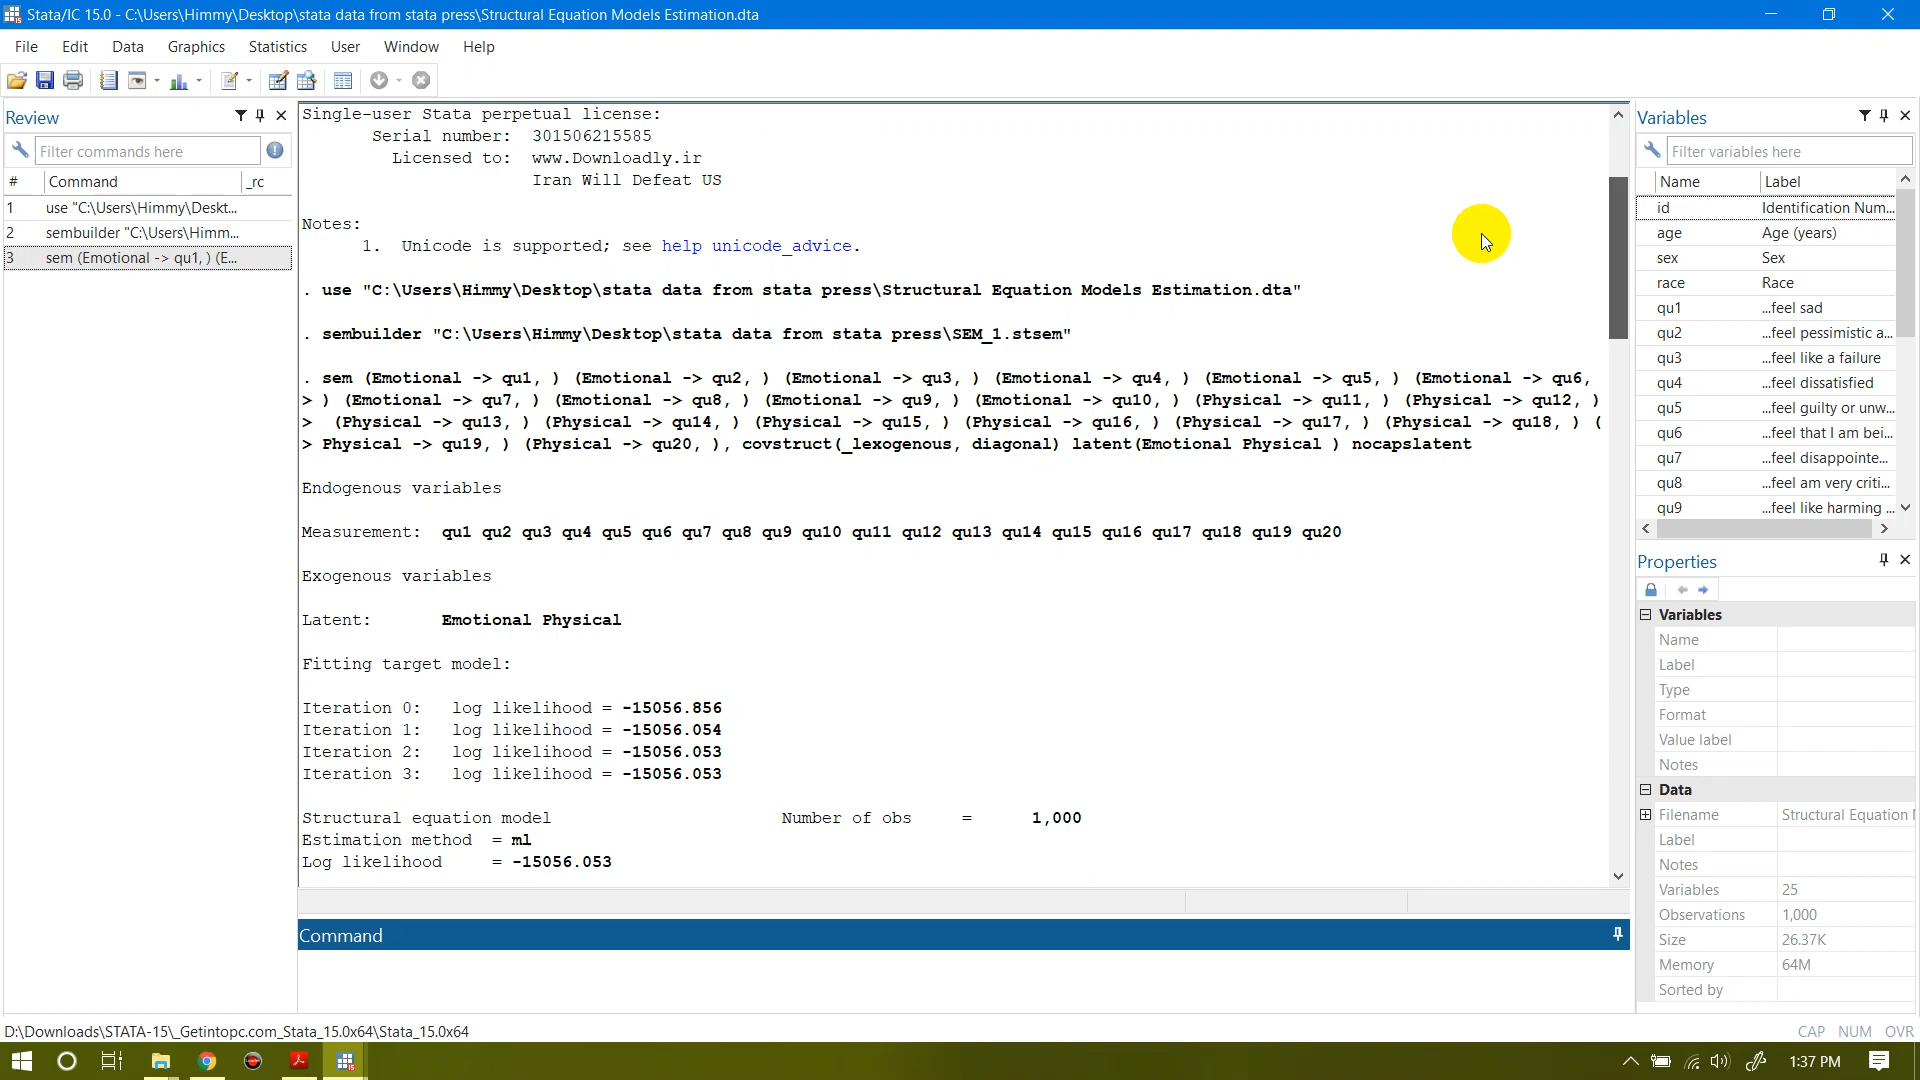 Stata/IC 15.0 - C:\Users\Himmy\Desktop\stata data from stata press\Structural Equation Models Estimation.dta
File Edit Data Graphics Statistics User Window Help
Review
Filter commands here
# Command _rc
1 use "C:\Users\Himmy\Deskt...
2 sembuilder "C:\Users\Himm...
3 sem (Emotional -> qu1, ) (E...
Single-user Stata perpetual license:
Serial number: 301506215585
Licensed to: www.Downloadly.ir
Iran Will Defeat US
Notes:
1. Unicode is supported; see help unicode_advice.
. use "C:\Users\Himmy\Desktop\stata data from stata press\Structural Equation Models Estimation.dta"
. sembuilder "C:\Users\Himmy\Desktop\stata data from stata press\SEM_1.stsem"
. sem (Emotional -> qu1, ) (Emotional -> qu2, ) (Emotional -> qu3, ) (Emotional -> qu4, ) (Emotional -> qu5, ) (Emotional -> qu6,
> ) (Emotional -> qu7, ) (Emotional -> qu8, ) (Emotional -> qu9, ) (Emotional -> qu10, ) (Physical -> qu11, ) (Physical -> qu12, )
> (Physical -> qu13, ) (Physical -> qu14, ) (Physical -> qu15, ) (Physical -> qu16, ) (Physical -> qu17, ) (Physical -> qu18, ) (
> Physical -> qu19, ) (Physical -> qu20, ), covstruct(_lexogenous, diagonal) latent(Emotional Physical ) nocapslatent
Endogenous variables
Measurement: qu1 qu2 qu3 qu4 qu5 qu6 qu7 qu8 qu9 qu10 qu11 qu12 qu13 qu14 qu15 qu16 qu17 qu18 qu19 qu20
Exogenous variables
Latent: Emotional Physical
Fitting target model:
Iteration 0: log likelihood = -15056.856
Iteration 1: log likelihood = -15056.054
Iteration 2: log likelihood = -15056.053
Iteration 3: log likelihood = -15056.053
Structural equation model Number of obs = 1,000
Estimation method = ml
Log likelihood = -15056.053
Command
Variables
Filter variables here
Name Label
id Identification Num...
age Age (years)
sex Sex
race Race
qu1 ...feel sad
qu2 ...feel pessimistic a...
qu3 ...feel like a failure
qu4 ...feel dissatisfied
qu5 ...feel guilty or unw...
qu6 ...feel that I am bei...
qu7 ...feel disappointe...
qu8 ...feel am very criti...
qu9 ...feel like harming ...
Properties
Variables
Name
Label
Type
Format
Value label
Notes
Data
Filename Structural Equation
Label
Notes
Variables 25
Observations 1,000
Size 26.37K
Memory 64M
Sorted by
D:\Downloads\STATA-15\_Getintopc.com_Stata_15.0x64\Stata_15.0x64
CAP NUM OVR
1:37 PM